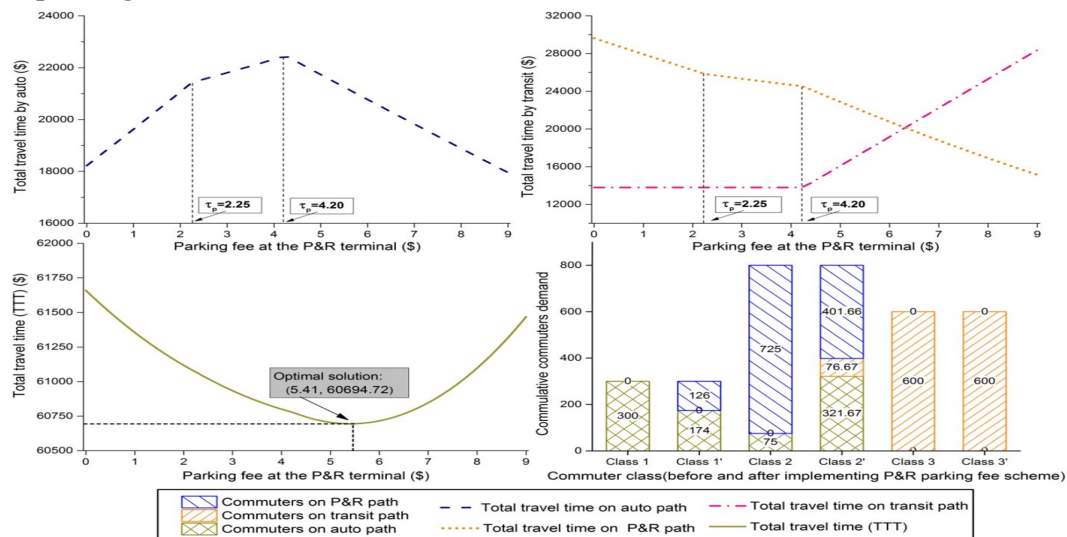 24000
22000
20000
18000
16000
Total travel time by auto ($)
τp=2.25
τp=4.20
0 1 2 3 4 5 6 7 8 9
Parking fee at the P&R terminal ($)
32000
28000
24000
20000
16000
12000
Total travel time by transit ($)
τp=2.25
τp=4.20
0 1 2 3 4 5 6 7 8 9
Parking fee at the P&R terminal ($)
62000
61750
61500
61250
61000
60750
60500
Total travel time (TTT) ($)
Optimal solution:
(5.41, 60694.72)
0 1 2 3 4 5 6 7 8 9
Parking fee at the P&R terminal ($)
800
600
400
200
0
Commulative commuters demand
0
300
126
0
174
725
0
75
401.66
76.67
321.67
0
600
0
0
600
0
Class 1 Class 1' Class 2 Class 2' Class 3 Class 3'
Commuter class(before and after implementing P&R parking fee scheme)
Commuters on P&R path
Commuters on transit path
Commuters on auto path
Total travel time on auto path
Total travel time on P&R path
Total travel time on transit path
Total travel time (TTT)